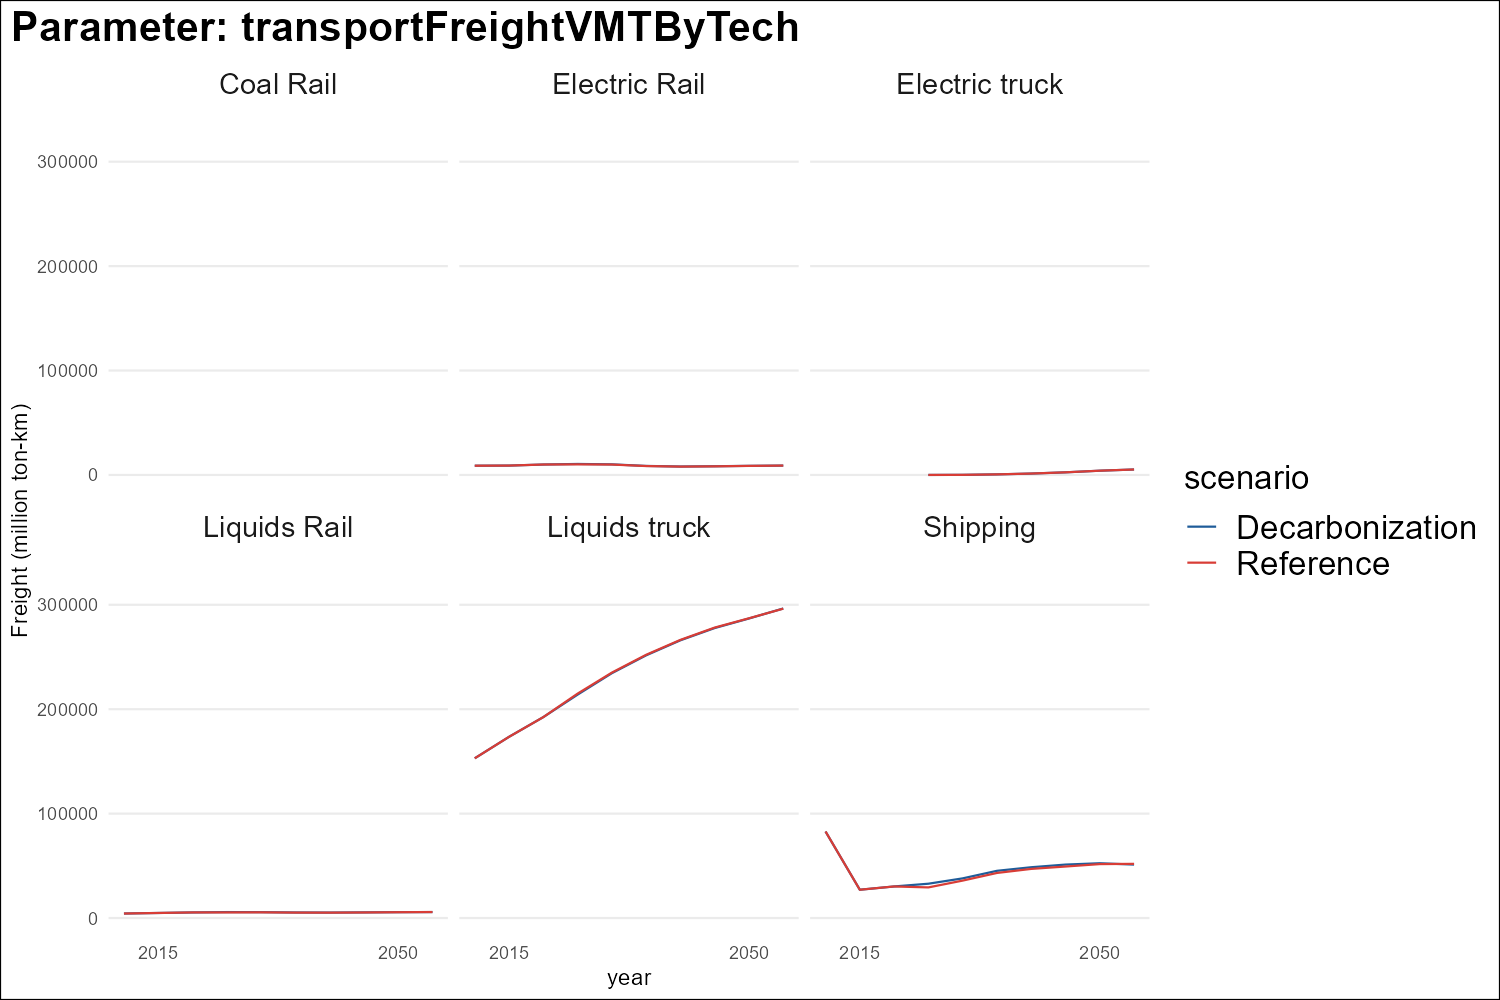 Parameter: transportFreightVMTByTech
Coal Rail
Electric Rail
Electric truck
300000
200000
100000
0
Liquids Rail
Liquids truck
Shipping
300000
200000
100000
0
2015
2050
2015
2050
2015
2050
year
Freight (million ton-km)
scenario
Decarbonization
Reference